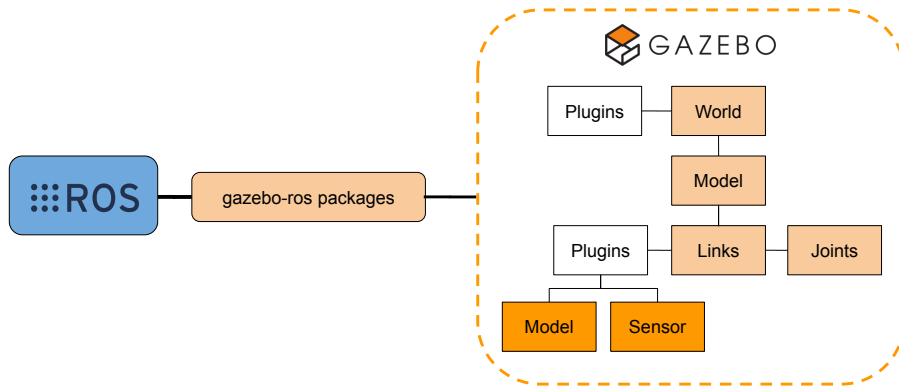 GAZEBO
Plugins
World
Model
ROS
gazebo-ros packages
Plugins
Links
Joints
Model
Sensor